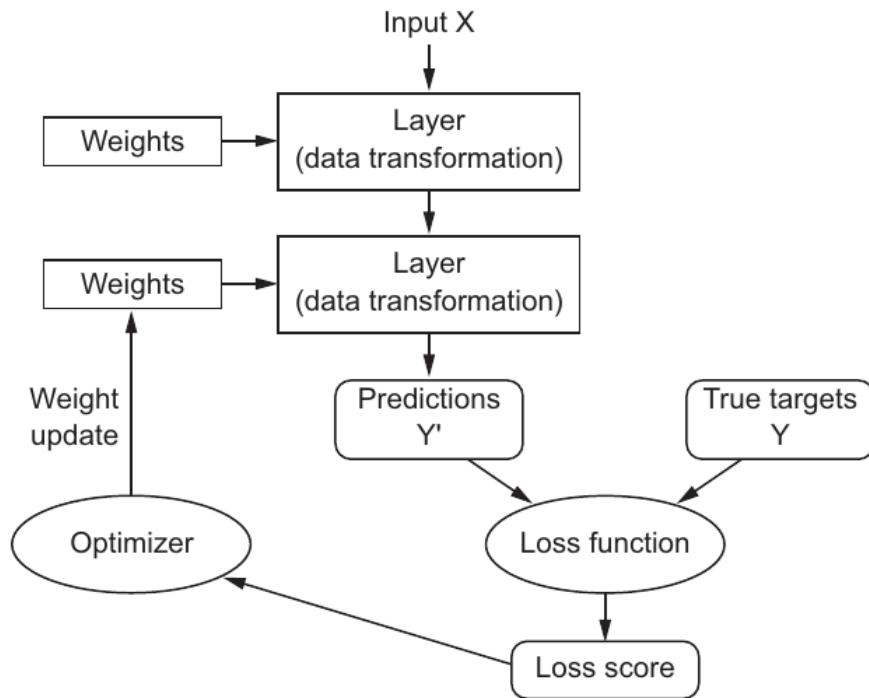 Input X
Weights
Layer
(data transformation)
Weights
Layer
(data transformation)
Weight
update
Predictions
Y'
True targets
Y
Optimizer
Loss function
Loss score